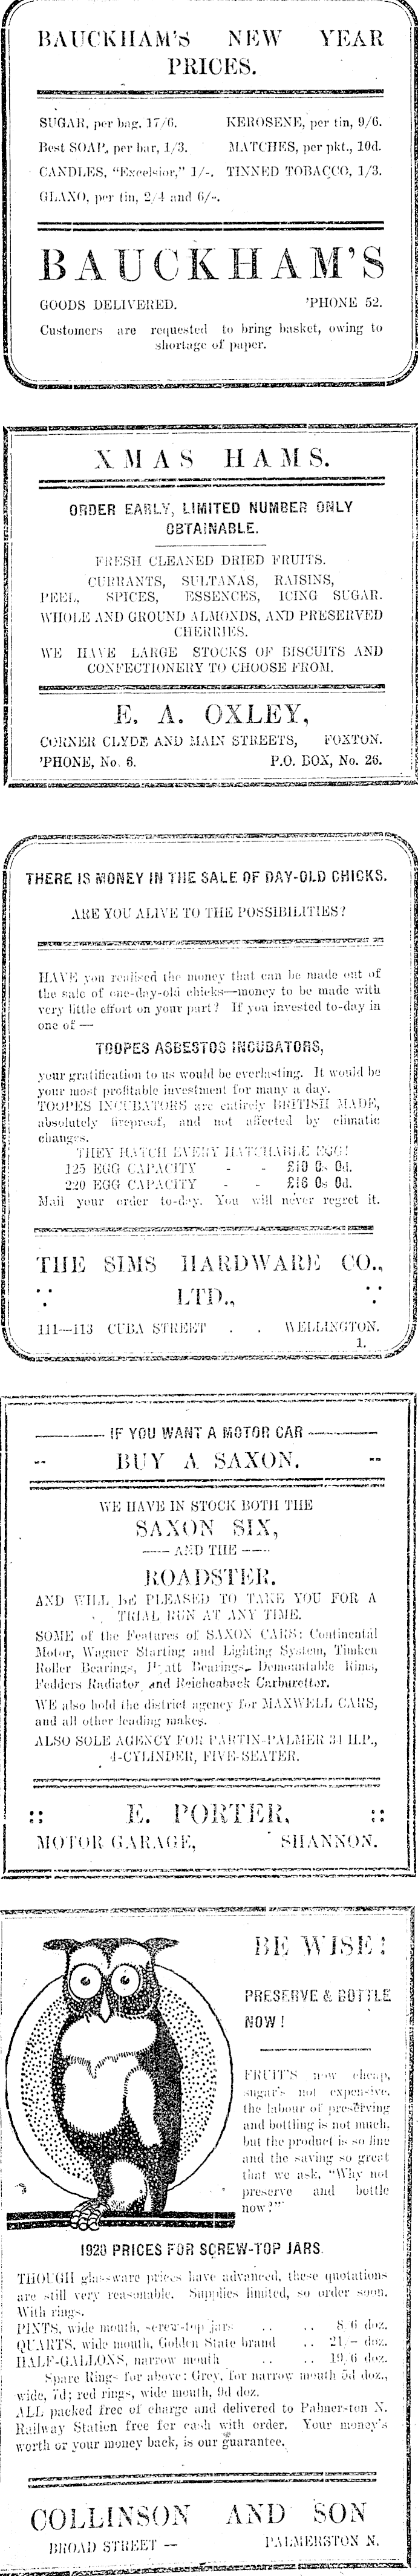 BAUCKHAM'S NEW YEAR
PRICES.
SUGAR, per bag, 17/6. KEROSENE, per tin, 9/6.
Best SOAP, per bar, 1/3. MATCHES, per pkt., 10d.
CANDLES, "Excelsior," 1/-. TINNED TOBACCO, 1/3.
GLAXO, per tin, 2/4 and 6/-.
BAUCKHAM'S
GOODS DELIVERED. 'PHONE 52.
Customers are requested to bring basket, owing to
shortage of paper.
XMAS HAMS.
ORDER EARLY, LIMITED NUMBER ONLY
OBTAINABLE.
FRESH CLEANED DRIED FRUITS.
CURRANTS, SULTANAS, RAISINS,
PEEL, SPICES, ESSENCES, ICING SUGAR.
WHOLE AND GROUND ALMONDS, AND PRESERVED
CHERRIES.
WE HAVE LARGE STOCKS OF BISCUITS AND
CONFECTIONERY TO CHOOSE FROM.
E. A. OXLEY,
CORNER CLYDE AND MAIN STREETS, FOXTON.
'PHONE, No. 6. P.O. BOX, No. 26.
THERE IS MONEY IN THE SALE OF DAY-OLD CHICKS.
ARE YOU ALIVE TO THE POSSIBILITIES?
HAVE you realised the money that can be made out of
the sale of one-day-old chicks—money to be made with
very little effort on your part? If you invested to-day in
one of —
TOOPES ASBESTOS INCUBATORS,
your gratification to us would be everlasting. It would be
your most profitable investment for many a day.
TOOPES INCUBATORS are entirely BRITISH MADE,
absolutely fireproof, and not affected by climatic
changes.
THEY HATCH EVERY HATCHABLE EGG!
125 EGG CAPACITY - - £10 0s 0d.
220 EGG CAPACITY - - £16 0s 0d.
Mail your order to-day. You will never regret it.
THE SIMS HARDWARE CO.,
LTD.,
111—113 CUBA STREET . . WELLINGTON.
1.
IF YOU WANT A MOTOR CAR
-- BUY A SAXON. --
WE HAVE IN STOCK BOTH THE
SAXON SIX,
—— AND THE ——
ROADSTER.
AND WILL bE PLEASED TO TAKE YOU FOR A
TRIAL RUN AT ANY TIME.
SOME of the Features of SAXON CARS: Continental
Motor, Wagner Starting and Lighting System, Timken
Roller Bearings, Hyatt Bearings, Demountable Rims,
Fedders Radiator and Reichenback Carburettor.
WE also hold the district agency for MAXWELL CARS,
and all other leading makes.
ALSO SOLE AGENCY FOR PARTIN-PALMER 34 H.P.,
4-CYLINDER, FIVE-SEATER.
:: E. PORTER, ::
MOTOR GARAGE, SHANNON.
BE WISE!
PRESERVE & BOTTLE
NOW!
FRUIT'S now cheap,
sugar's not expensive,
the labour of preserving
and bottling is not much,
but the product is so fine
and the saving so great
that we ask, "Why not
preserve and bottle
now?"
1920 PRICES FOR SCREW-TOP JARS.
THOUGH glassware prices have advanced, these quotations
are still very reasonable. Supplies limited, so order soon.
With rings.
PINTS, wide mouth, screw-top jars .. .. 8/6 doz.
QUARTS, wide mouth, Golden State brand .. 21/- doz.
HALF-GALLONS, narrow mouth .. .. 19/6 doz.
Spare Rings for above: Grey, for narrow mouth 5d doz.,
wide, 7d; red rings, wide mouth, 9d doz.
ALL packed free of charge and delivered to Palmerston N.
Railway Station free for cash with order. Your money's
worth or your money back, is our guarantee.
COLLINSON AND SON
BROAD STREET — PALMERSTON N.